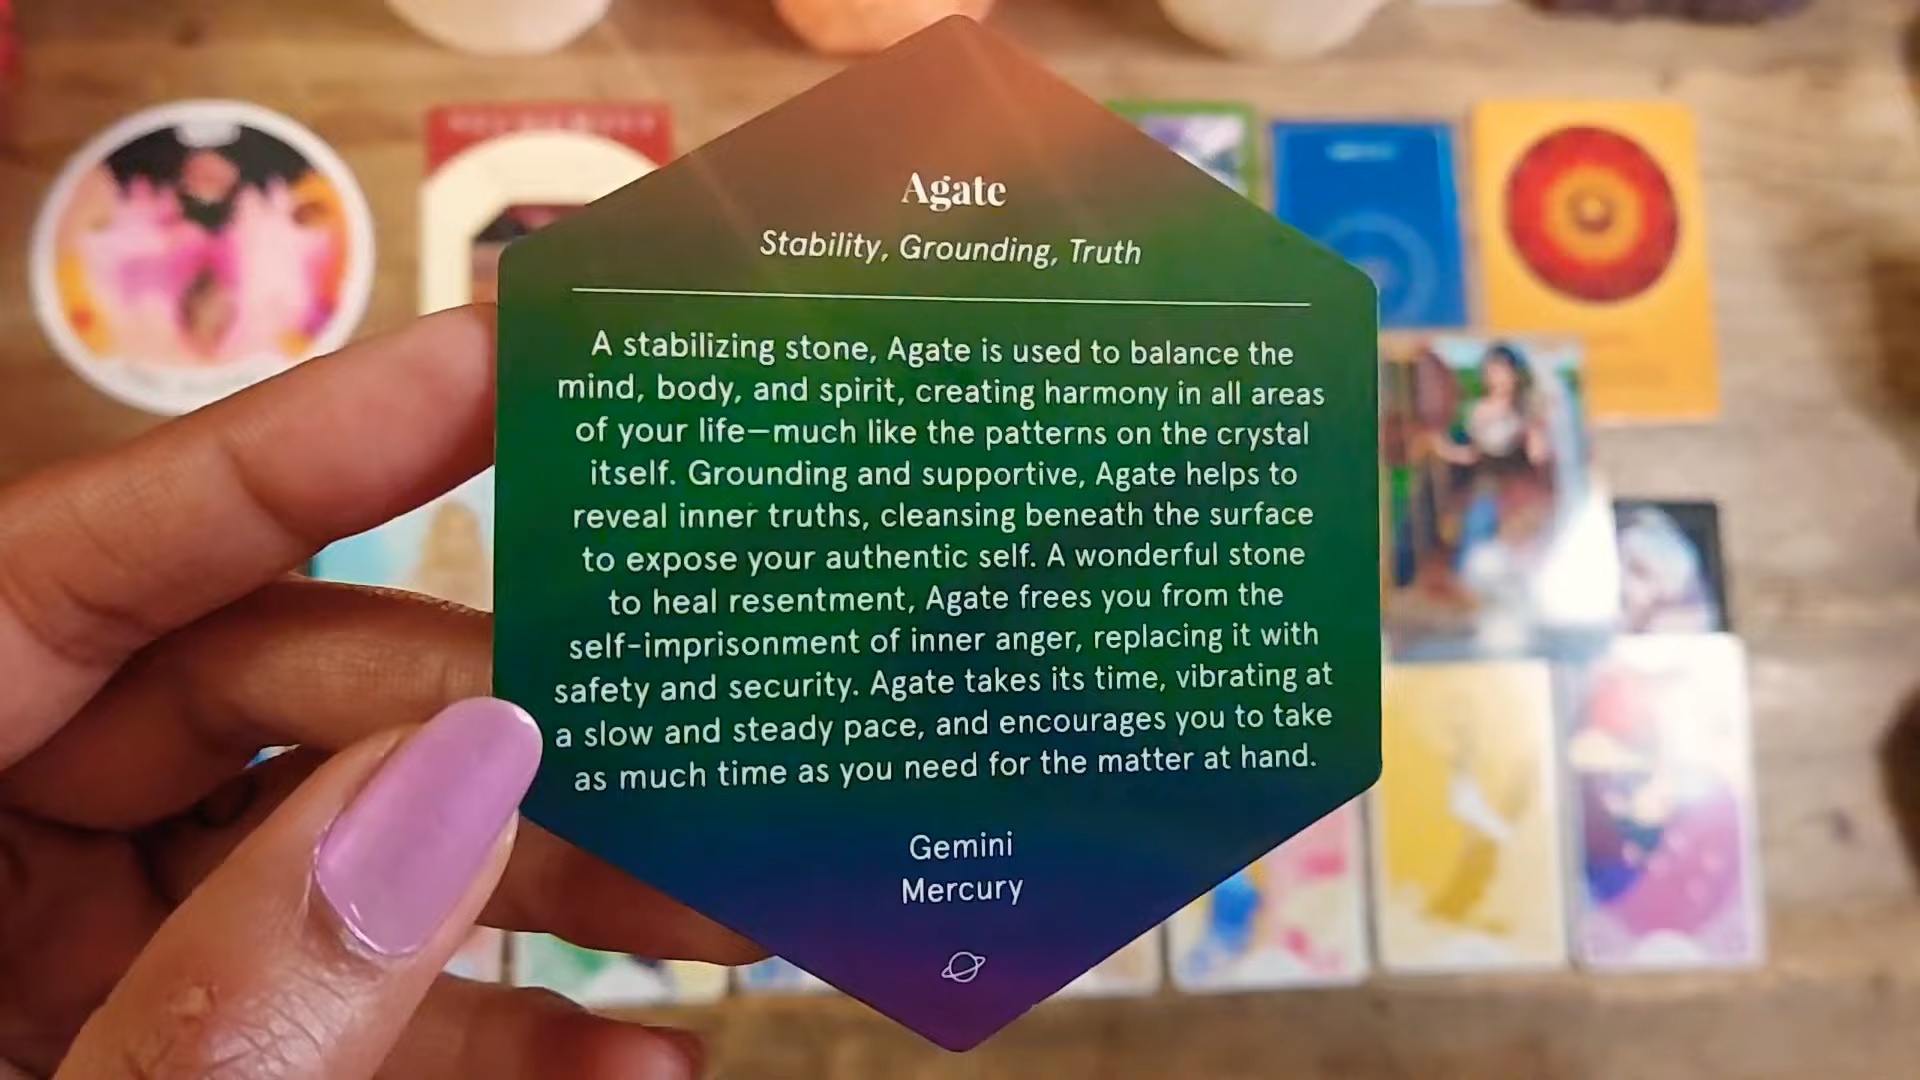 Agate
Stability, Grounding, Truth
A stabilizing stone, Agate is used to balance the
mind, body, and spirit, creating harmony in all areas
of your life—much like the patterns on the crystal
itself. Grounding and supportive, Agate helps to
reveal inner truths, cleansing beneath the surface
to expose your authentic self. A wonderful stone
to heal resentment, Agate frees you from the
self-imprisonment of inner anger, replacing it with
safety and security. Agate takes its time, vibrating at
a slow and steady pace, and encourages you to take
as much time as you need for the matter at hand.
Gemini
Mercury